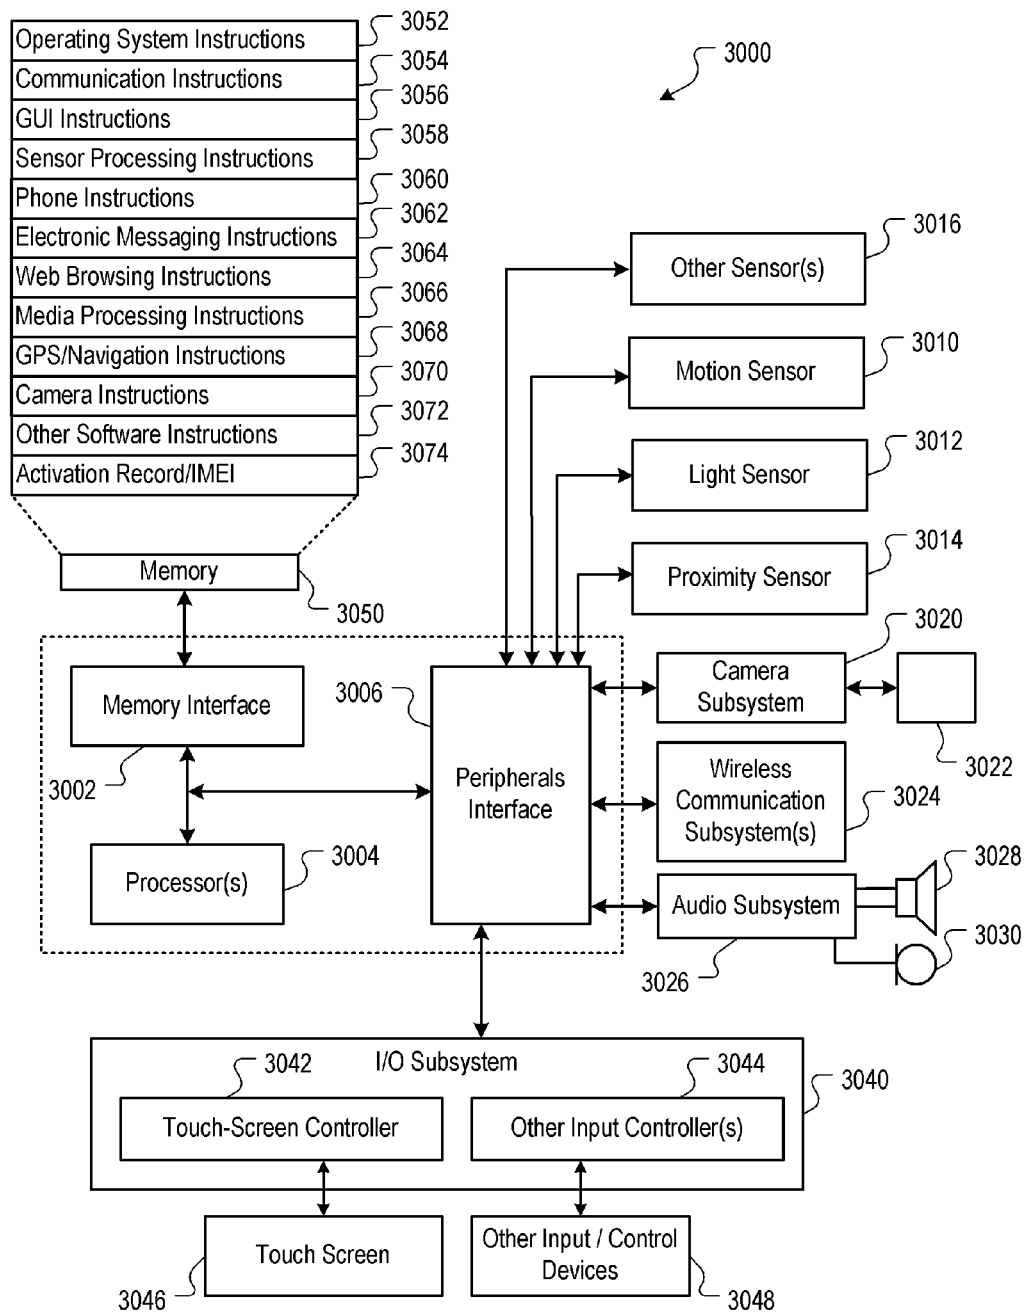 Operating System Instructions 3052
Communication Instructions 3054
GUI Instructions 3056
Sensor Processing Instructions 3058
Phone Instructions 3060
Electronic Messaging Instructions 3062
Web Browsing Instructions 3064
Media Processing Instructions 3066
GPS/Navigation Instructions 3068
Camera Instructions 3070
Other Software Instructions 3072
Activation Record/IMEI 3074
3000
Memory
3050
Other Sensor(s)
3016
Motion Sensor
3010
Light Sensor
3012
Proximity Sensor
3014
Memory Interface
3002
Processor(s)
3004
3006
Peripherals
Interface
Camera
Subsystem
3020
3022
Wireless
Communication
Subsystem(s)
3024
Audio Subsystem
3026
3028
3030
I/O Subsystem
3040
3042
Touch-Screen Controller
3044
Other Input Controller(s)
Touch Screen
3046
Other Input / Control
Devices
3048